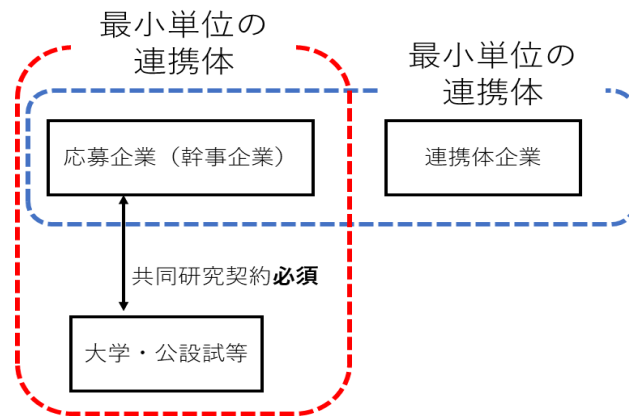 最小単位の
連携体
最小単位の
連携体
応募企業（幹事企業）
連携体企業
共同研究契約必須
大学・公設試等